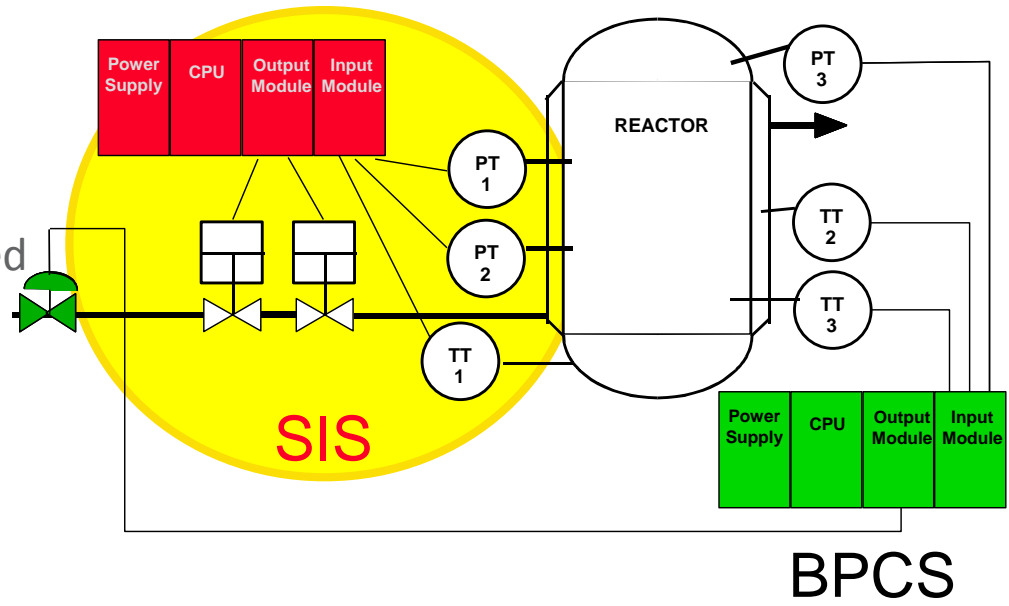 Power
Supply
CPU
Output
Module
Input
Module
PT
3
REACTOR
PT
1
PT
2
TT
2
TT
3
TT
1
SIS
Power
Supply
CPU
Output
Module
Input
Module
BPCS